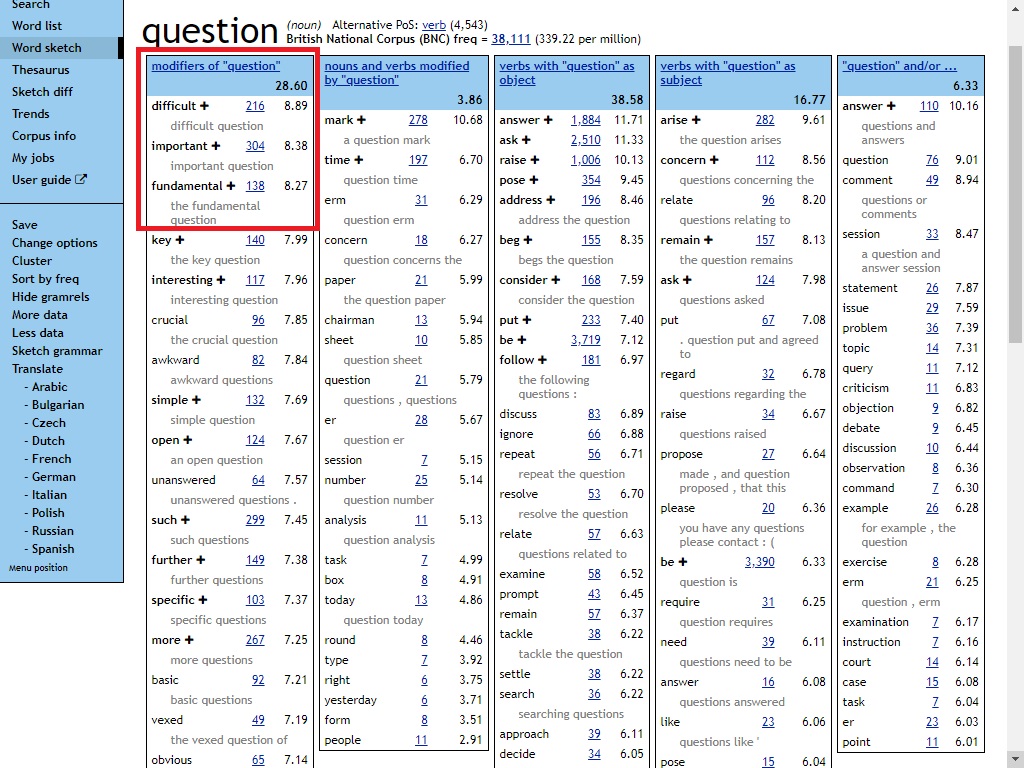 Search
Word list
Word sketch
Thesaurus
Sketch diff
Trends
Corpus info
My jobs
User guide
Save
Change options
Cluster
Sort by freq
Hide gramrels
More data
Less data
Sketch grammar
Translate
- Arabic
- Bulgarian
- Czech
- Dutch
- French
- German
- Italian
- Polish
- Russian
- Spanish
Menu position
question (noun) Alternative PoS: verb (4,543)
British National Corpus (BNC) freq = 38,111 (339.22 per million)
modifiers of "question"
28.60
difficult + 216 8.89
difficult question
important + 304 8.38
important question
fundamental + 138 8.27
the fundamental
question
key + 140 7.99
the key question
interesting + 117 7.96
interesting question
crucial 96 7.85
the crucial question
awkward 82 7.84
awkward questions
simple + 132 7.69
simple question
open + 124 7.67
an open question
unanswered 64 7.57
unanswered questions .
such + 299 7.45
such questions
further + 149 7.38
further questions
specific + 103 7.37
specific questions
more + 267 7.25
more questions
basic 92 7.21
basic questions
vexed 49 7.19
the vexed question of
obvious 65 7.14
nouns and verbs modified
by "question"
3.86
mark + 278 10.68
a question mark
time + 197 6.70
question time
erm 31 6.29
question erm
concern 18 6.27
question concerns the
paper 21 5.99
the question paper
chairman 13 5.94
sheet 10 5.85
question sheet
question 21 5.79
questions , questions
er 28 5.67
question er
session 7 5.15
number 25 5.14
question number
analysis 11 5.13
question analysis
task 7 4.99
box 8 4.91
today 13 4.86
question today
round 8 4.46
type 7 3.92
right 6 3.75
yesterday 6 3.71
form 8 3.51
people 11 2.91
verbs with "question" as
object
38.58
answer + 1,884 11.71
ask + 2,510 11.33
raise + 1,006 10.13
pose + 354 9.45
address + 196 8.46
address the question
beg + 155 8.35
begs the question
consider + 168 7.59
consider the question
put + 233 7.40
be + 3,719 7.12
follow + 181 6.97
the following
questions :
discuss 83 6.89
ignore 66 6.88
repeat 56 6.71
repeat the question
resolve 53 6.70
resolve the question
relate 57 6.63
questions related to
examine 58 6.52
prompt 43 6.45
remain 57 6.37
tackle 38 6.22
tackle the question
settle 38 6.22
search 36 6.22
searching questions
approach 39 6.11
decide 34 6.05
verbs with "question" as
subject
16.77
arise + 282 9.61
the question arises
concern + 112 8.56
questions concerning the
relate 96 8.20
questions relating to
remain + 157 8.13
the question remains
ask + 124 7.98
questions asked
put 67 7.08
. question put and agreed
to
regard 32 6.78
questions regarding the
raise 34 6.67
questions raised
propose 27 6.64
made , and question
proposed , that this
please 20 6.36
you have any questions
please contact : (
be + 3,390 6.33
question is
require 31 6.25
question requires
need 39 6.11
questions need to be
answer 16 6.08
questions answered
like 23 6.06
questions like '
pose 15 6.04
"question" and/or ...
6.33
answer + 110 10.16
questions and
answers
question 76 9.01
comment 49 8.94
questions or
comments
session 33 8.47
a question and
answer session
statement 26 7.87
issue 29 7.59
problem 36 7.39
topic 14 7.31
query 11 7.12
criticism 11 6.83
objection 9 6.82
debate 9 6.45
discussion 10 6.44
observation 8 6.36
command 7 6.30
example 26 6.28
for example , the
question
exercise 8 6.28
erm 21 6.25
question , erm
examination 7 6.17
instruction 7 6.16
court 14 6.14
case 15 6.08
task 7 6.04
er 23 6.03
point 11 6.01